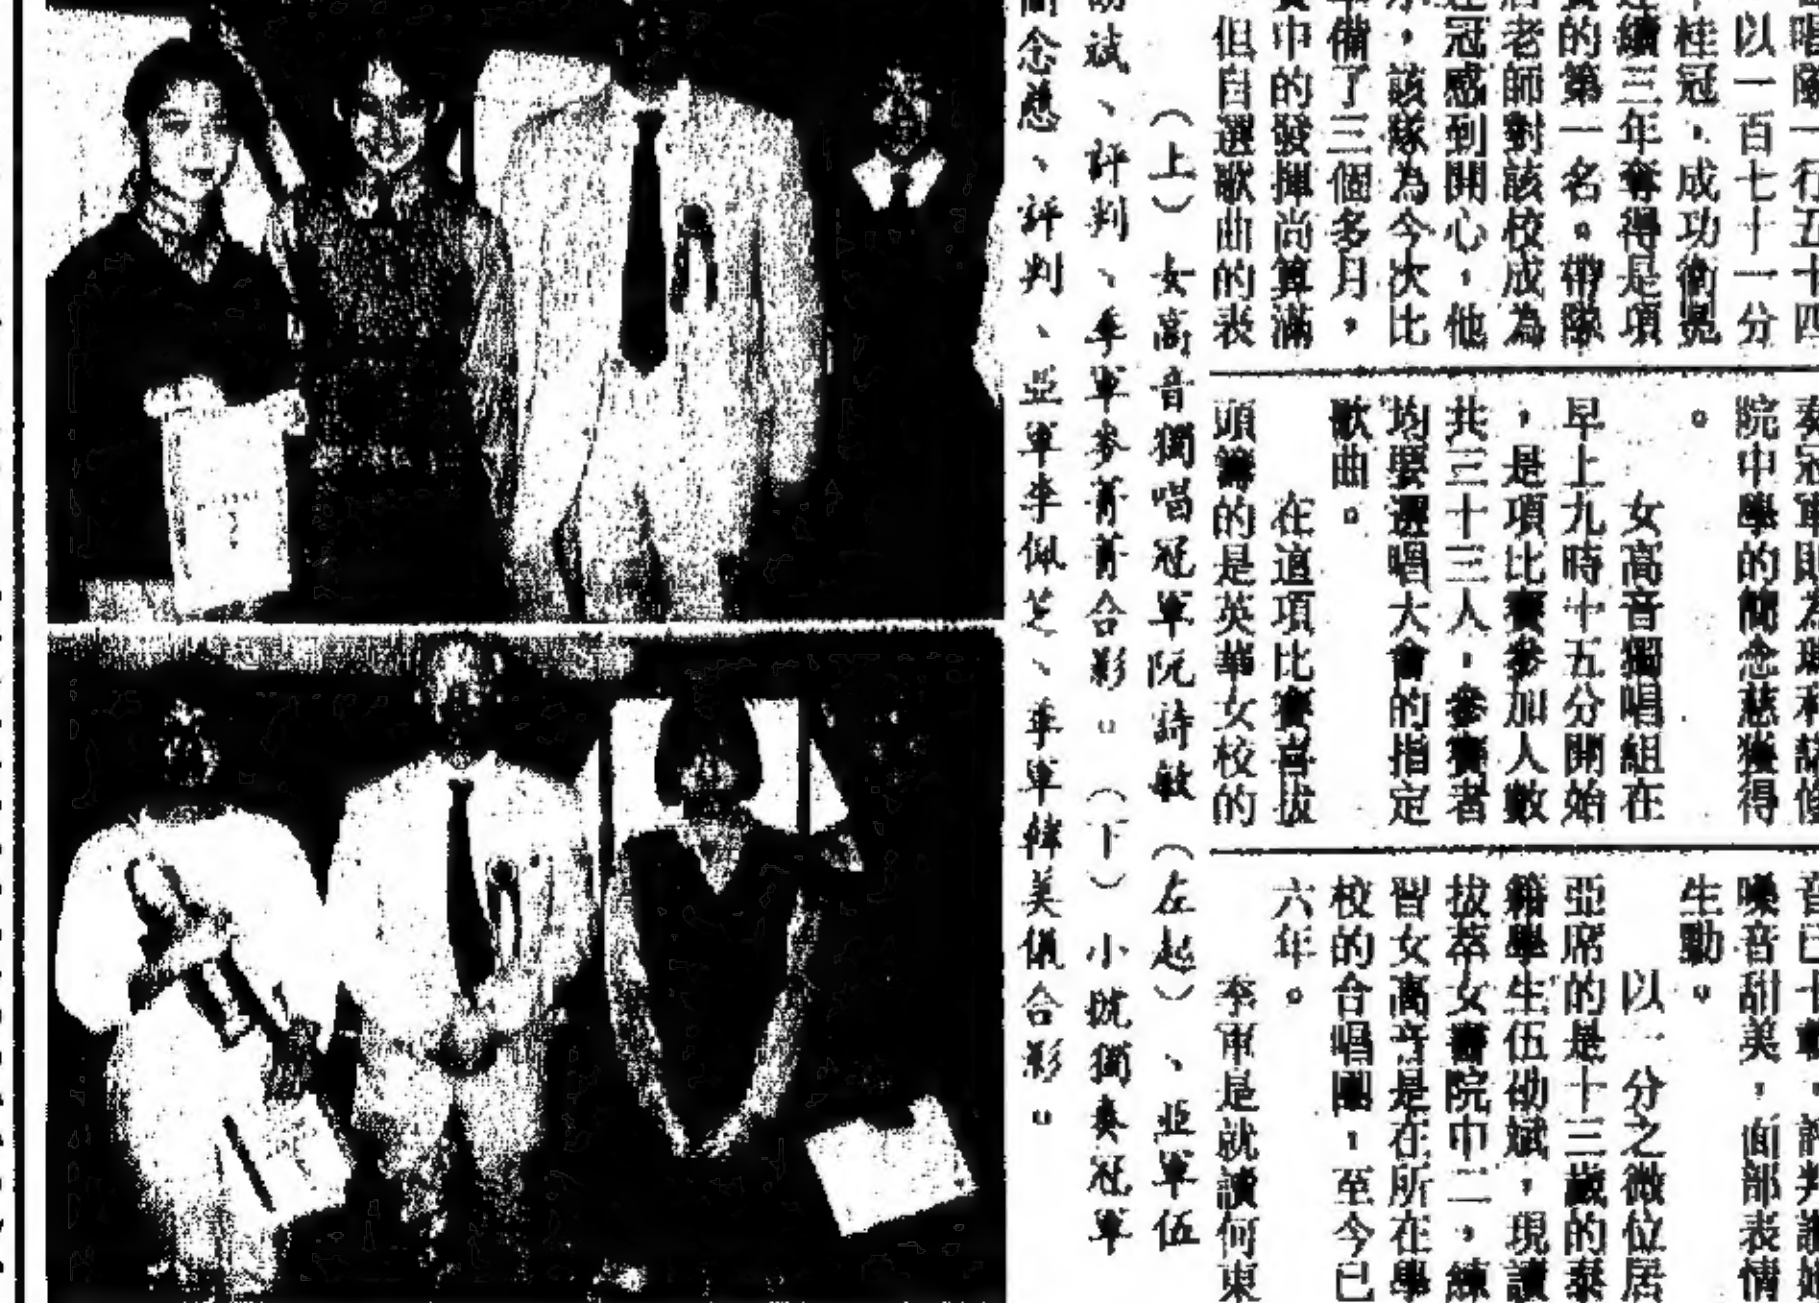 唱隊一行五十四
以一百七十一分
桂冠，成功衛冕
連續三年奪得是項
賽的第一名。帶隊
老師對該校成為
冠感到開心，他
，該隊為今次比
準備了三個多月，
賽中的發揮尚算滿
但自選歌曲的表
院中學的簡念慈獲得
。
女高音獨唱組在
早上九時十五分開始
，是項比賽參加人數
共三十三人，參賽者
均要選唱大會的指定
歌曲。
在這項比賽喜拔
頭籌的是英華女校的
嗓音甜美，面部表情
生動。
以一分之微位居
亞席的是十三歲的泰
籍學生伍劭斌，現讀
拔萃女書院中二，練
習女高音是在所在學
校的合唱團，至今已
六年。
季軍是就讀何東
（上）女高音獨唱冠軍阮詩敏（左起）、亞軍伍
劭斌、評判、季軍麥菁菁合影。（下）小號獨奏冠軍
簡念慈、評判、亞軍李佩芝、季軍韓美儀合影。